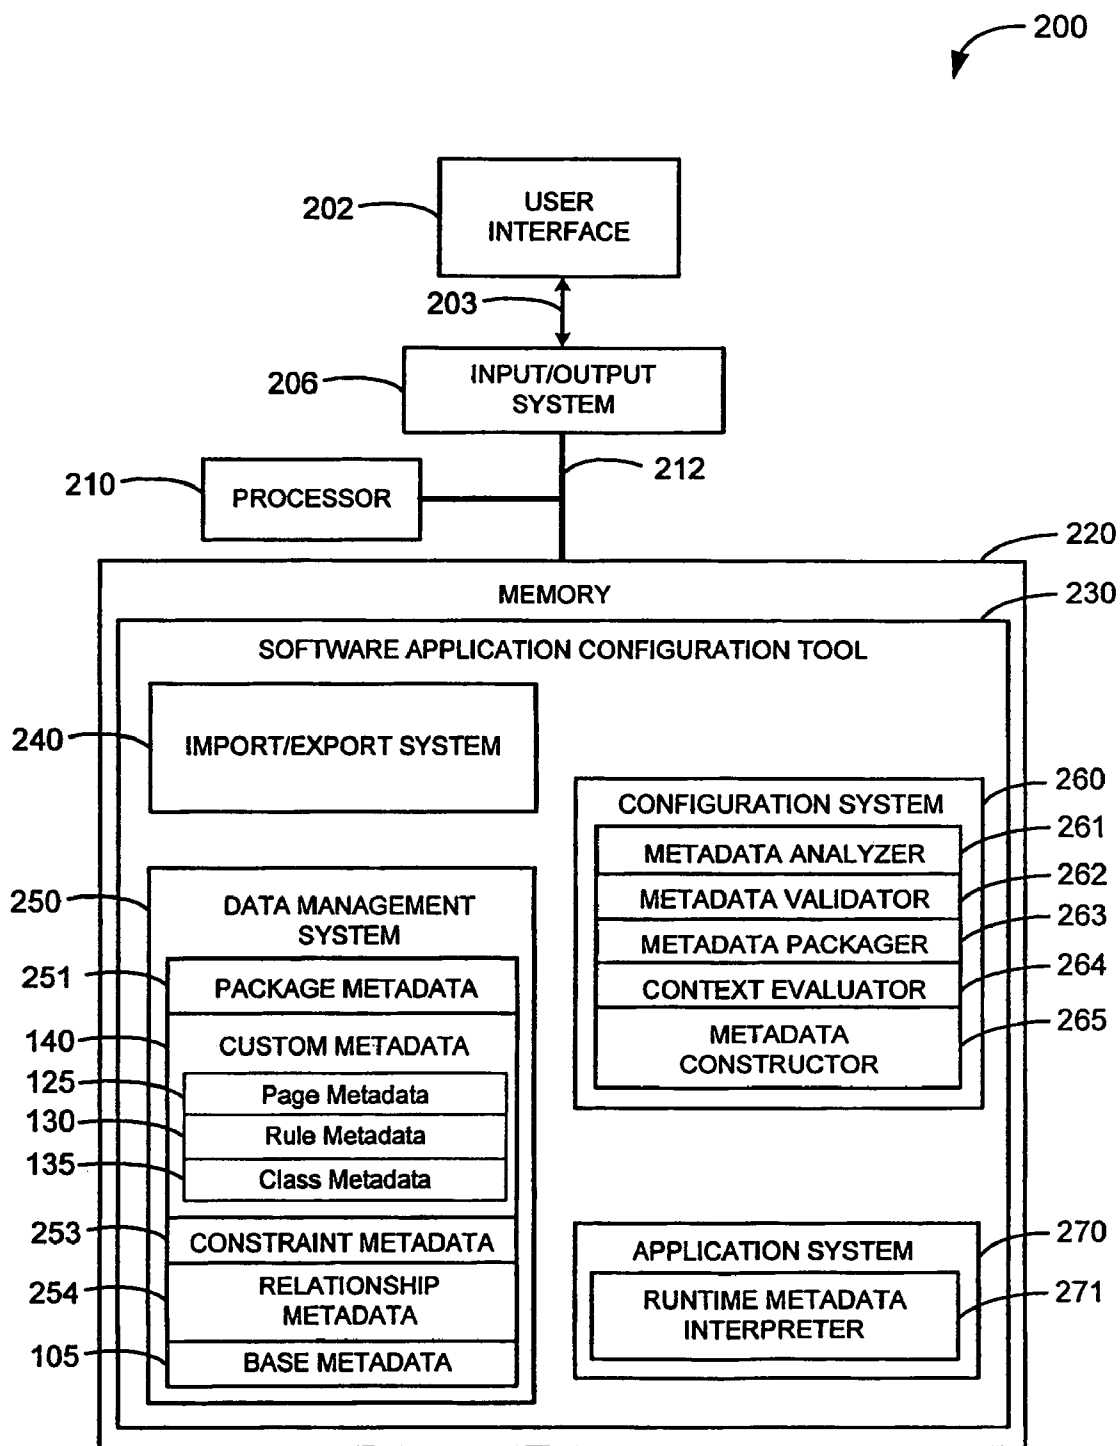 200
202
USER
INTERFACE
203
206
INPUT/OUTPUT
SYSTEM
210
PROCESSOR
212
220
MEMORY
230
SOFTWARE APPLICATION CONFIGURATION TOOL
240
IMPORT/EXPORT SYSTEM
250
DATA MANAGEMENT
SYSTEM
251
PACKAGE METADATA
140
CUSTOM METADATA
125
Page Metadata
130
Rule Metadata
135
Class Metadata
253
CONSTRAINT METADATA
254
RELATIONSHIP
METADATA
105
BASE METADATA
260
CONFIGURATION SYSTEM
261
METADATA ANALYZER
262
METADATA VALIDATOR
263
METADATA PACKAGER
264
CONTEXT EVALUATOR
265
METADATA
CONSTRUCTOR
270
APPLICATION SYSTEM
271
RUNTIME METADATA
INTERPRETER